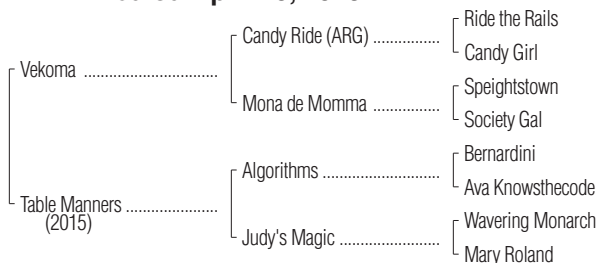 Ride the Rails
Candy Ride (ARG) ................
Candy Girl
Vekoma ................................
Speightstown
Mona de Momma ................
Society Gal
Bernardini
Algorithms ............................
Ava Knowsthecode
Table Manners ......................
(2015)
Wavering Monarch
Judy's Magic ........................
Mary Roland